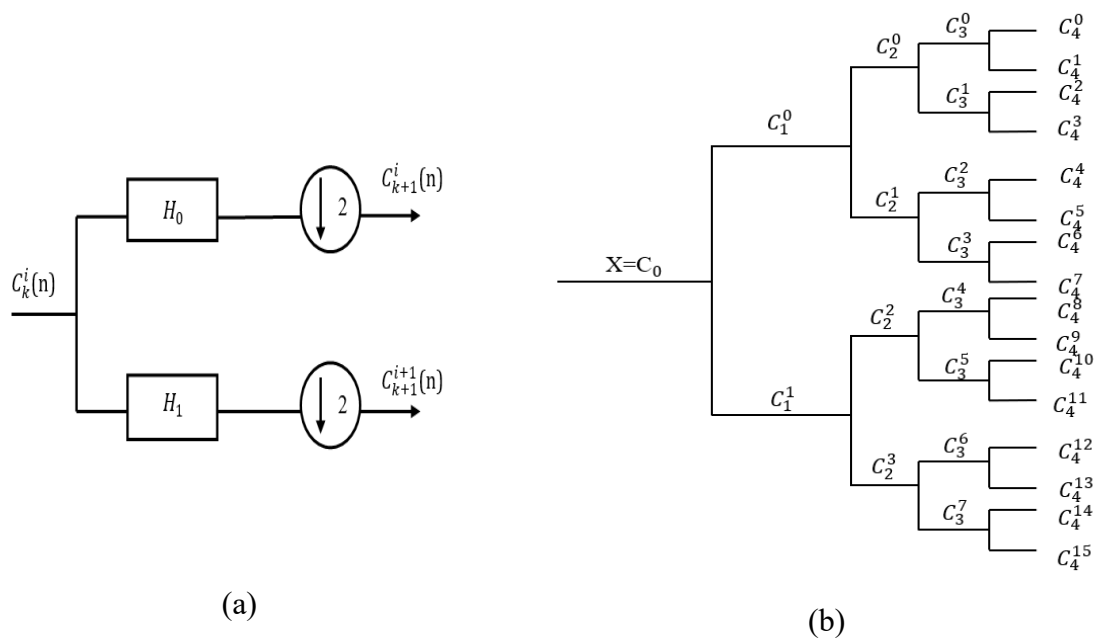 C_k^i(n)
H_0
2
C_{k+1}^i(n)
H_1
2
C_{k+1}^{i+1}(n)
(a)
X=C_0
C_1^0
C_1^1
C_2^0
C_2^1
C_2^2
C_2^3
C_3^0
C_3^1
C_3^2
C_3^3
C_3^4
C_3^5
C_3^6
C_3^7
C_4^0
C_4^1
C_4^2
C_4^3
C_4^4
C_4^5
C_4^6
C_4^7
C_4^8
C_4^9
C_4^{10}
C_4^{11}
C_4^{12}
C_4^{13}
C_4^{14}
C_4^{15}
(b)